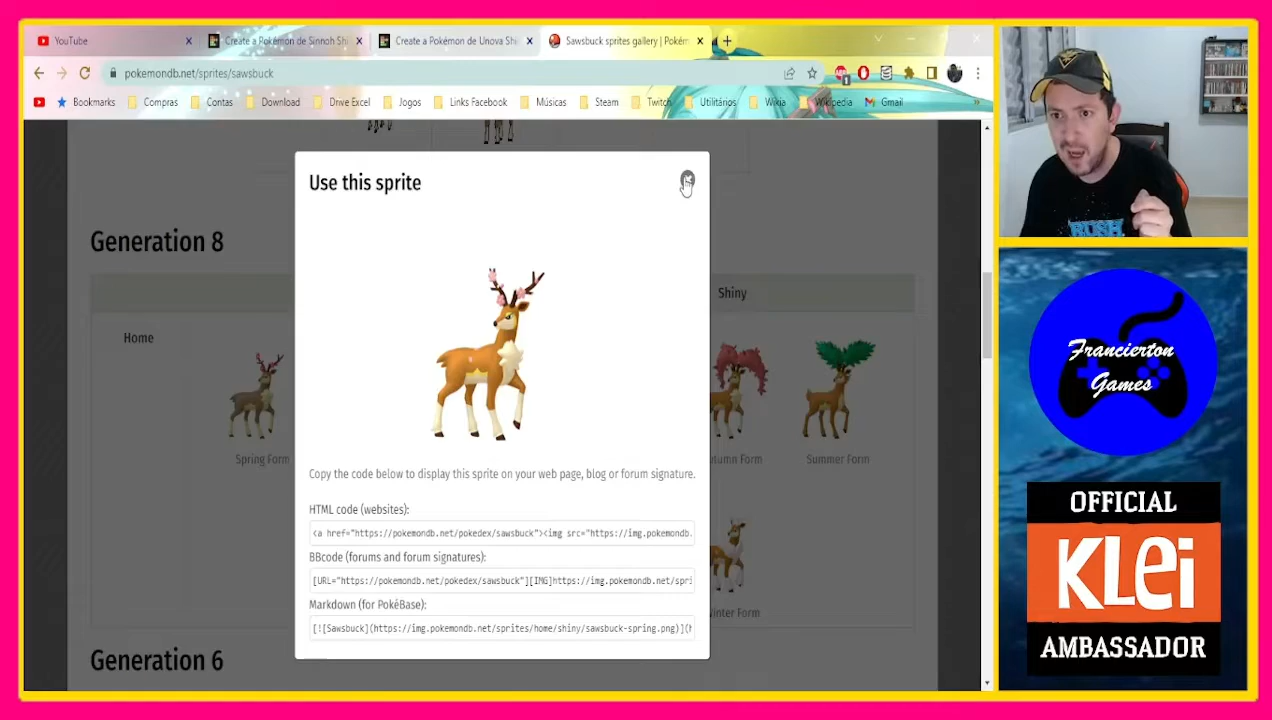 YouTube
Create a Pokémon de Sinnoh Shi
Create a Pokémon de Unova Shi
Sawsbuck sprites gallery | Pokém
pokemondb.net/sprites/sawsbuck
Bookmarks
Compras
Contas
Download
Drive Excel
Jogos
Links Facebook
Músicas
Steam
Twitch
Utilitários
Wikia
Wikipedia
Gmail
Use this sprite
Generation 8
Shiny
Home
Spring Form
utumn Form
Summer Form
Copy the code below to display this sprite on your web page, blog or forum signature.
HTML code (websites):
<a href="https://pokemondb.net/pokedex/sawsbuck"><img src="https://img.pokemondb.
BBcode (forums and forum signatures):
[URL="https://pokemondb.net/pokedex/sawsbuck"][IMG]https://img.pokemondb.net/spri
Winter Form
Markdown (for PokéBase):
[![Sawsbuck](https://img.pokemondb.net/sprites/home/shiny/sawsbuck-spring.png)](h
Generation 6
RUSH
Francierton
Games
OFFICIAL
KLei
AMBASSADOR